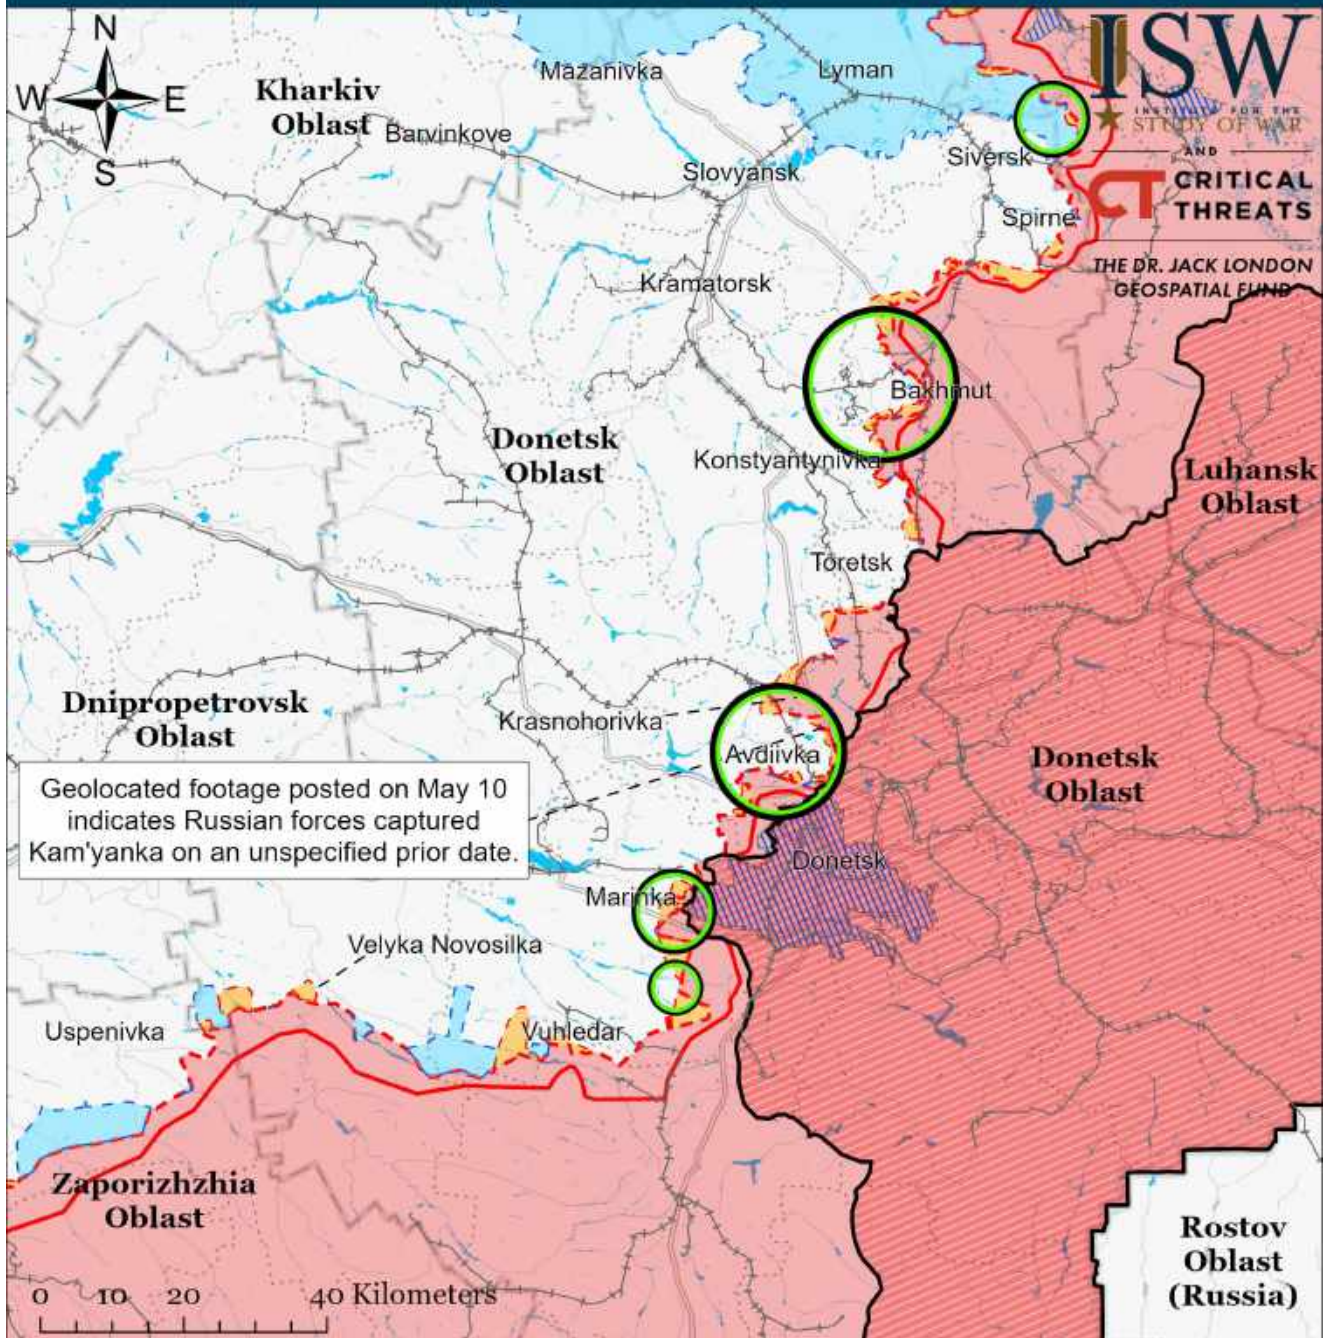 N
W
E
S
ISW
INSTITUTE FOR THE
STUDY OF WAR
AND
CT CRITICAL
THREATS
THE DR. JACK LONDON
GEOSPATIAL FUND
Kharkiv
Oblast
Barvinkove
Mazanivka
Lyman
Siversk
Slovyansk
Spirne
Kramatorsk
Bakhmut
Donetsk
Oblast
Konstyantynivka
Luhansk
Oblast
Toretsk
Dnipropetrovsk
Oblast
Krasnohorivka
Avdiivka
Donetsk
Oblast
Geolocated footage posted on May 10
indicates Russian forces captured
Kam'yanka on an unspecified prior date.
Donetsk
Marinka
Velyka Novosilka
Uspenivka
Vuhledar
Zaporizhzhia
Oblast
Rostov
Oblast
(Russia)
0 10 20 40 Kilometers